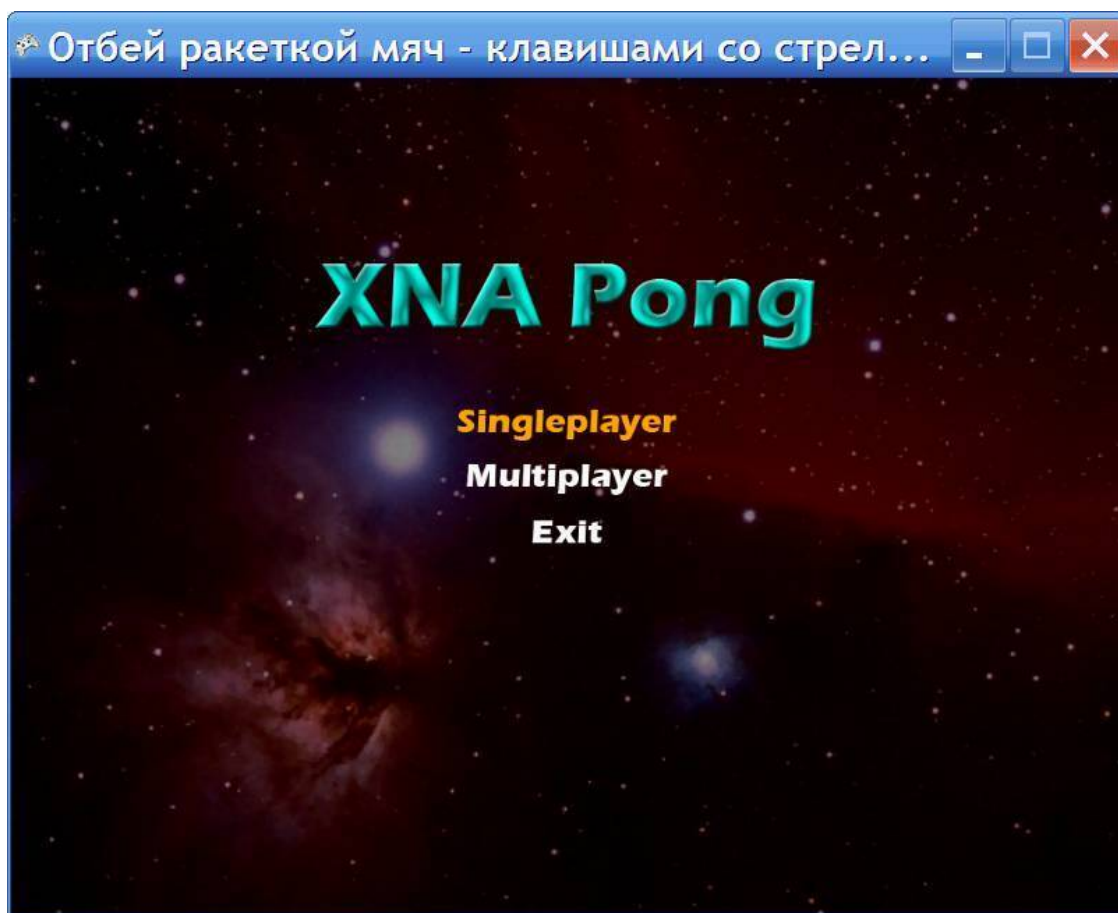 Отбей ракеткой мяч - клавишами со стрел...
XNA Pong
Singleplayer
Multiplayer
Exit